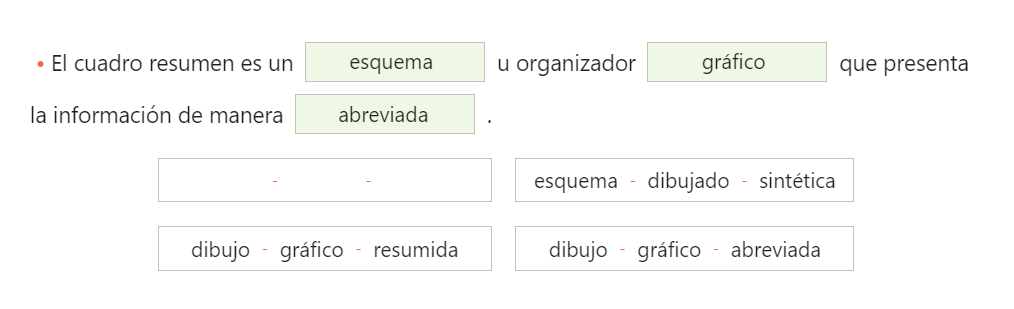 • El cuadro resumen es un esquema u organizador gráfico que presenta
la información de manera abreviada .
- -
esquema - dibujado - sintética
dibujo - gráfico - resumida
dibujo - gráfico - abreviada